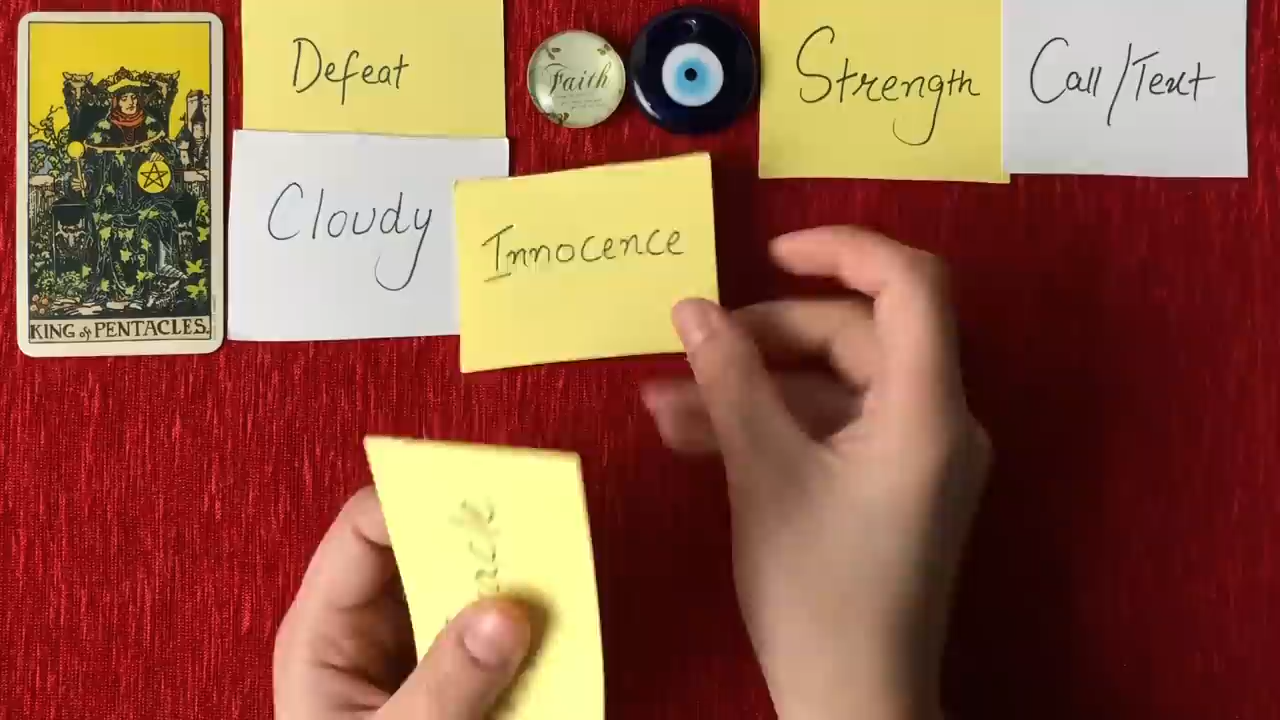 Defeat
Faith
Strength
Call/Text
Cloudy
Innocence
KING of PENTACLES.